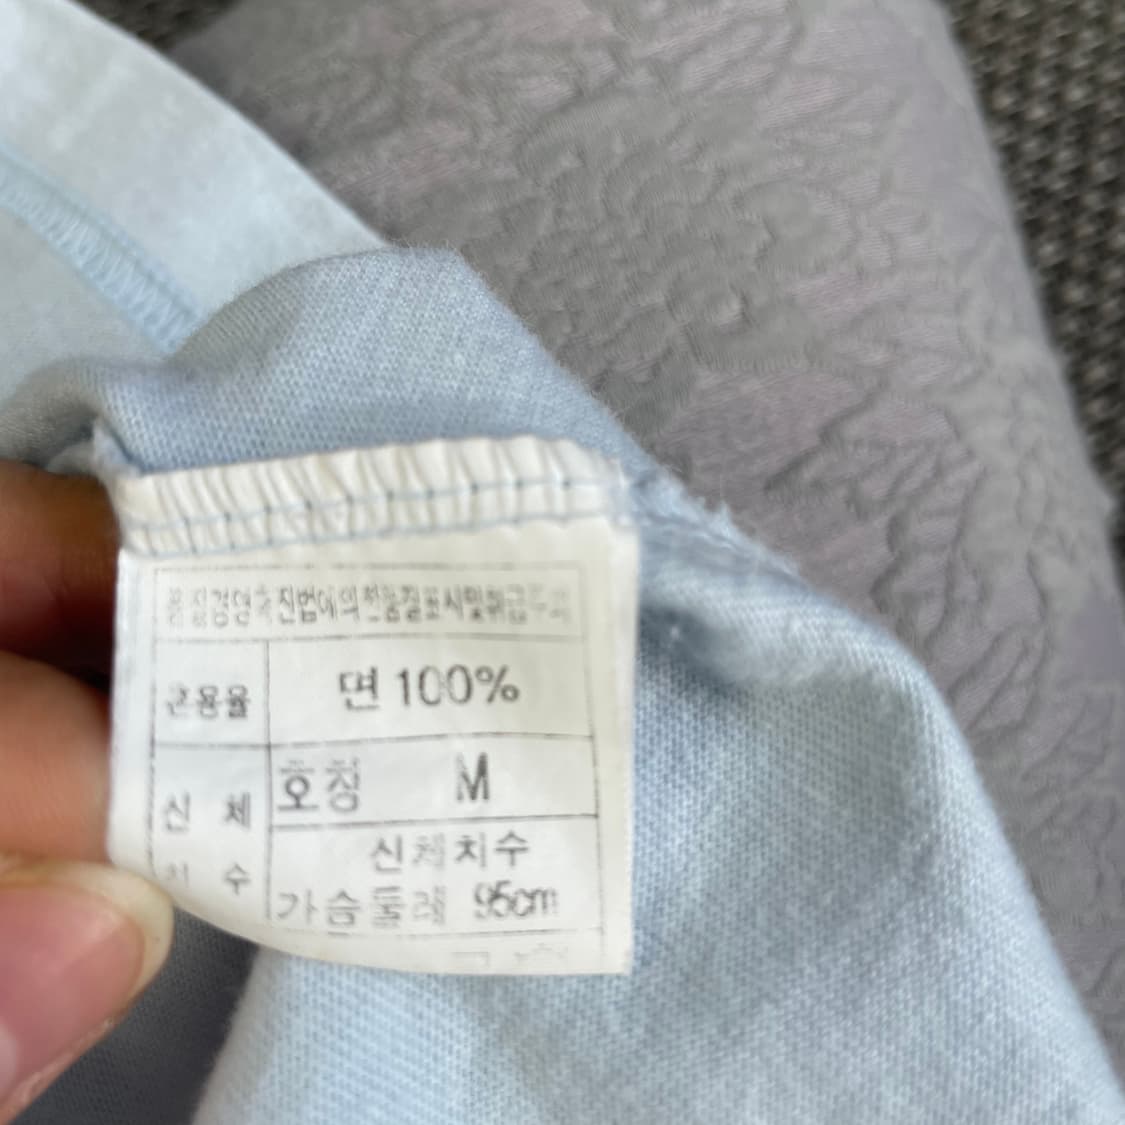 품질경영촉진법에의한품질표시및취급주의
혼용율
면 100%
호칭 M
신체
치수
신체치수
가슴둘레 95cm